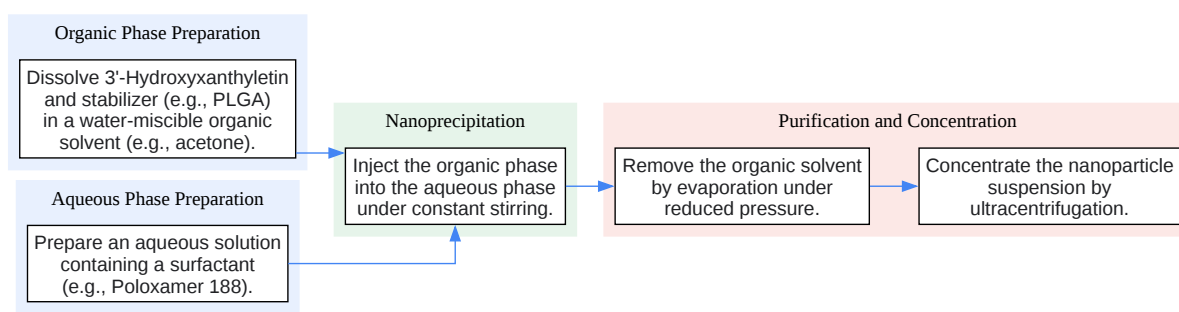 Organic Phase Preparation
Dissolve 3'-Hydroxyxanthyletin
and stabilizer (e.g., PLGA)
in a water-miscible organic
solvent (e.g., acetone).
Aqueous Phase Preparation
Prepare an aqueous solution
containing a surfactant
(e.g., Poloxamer 188).
Nanoprecipitation
Inject the organic phase
into the aqueous phase
under constant stirring.
Purification and Concentration
Remove the organic solvent
by evaporation under
reduced pressure.
Concentrate the nanoparticle
suspension by
ultracentrifugation.